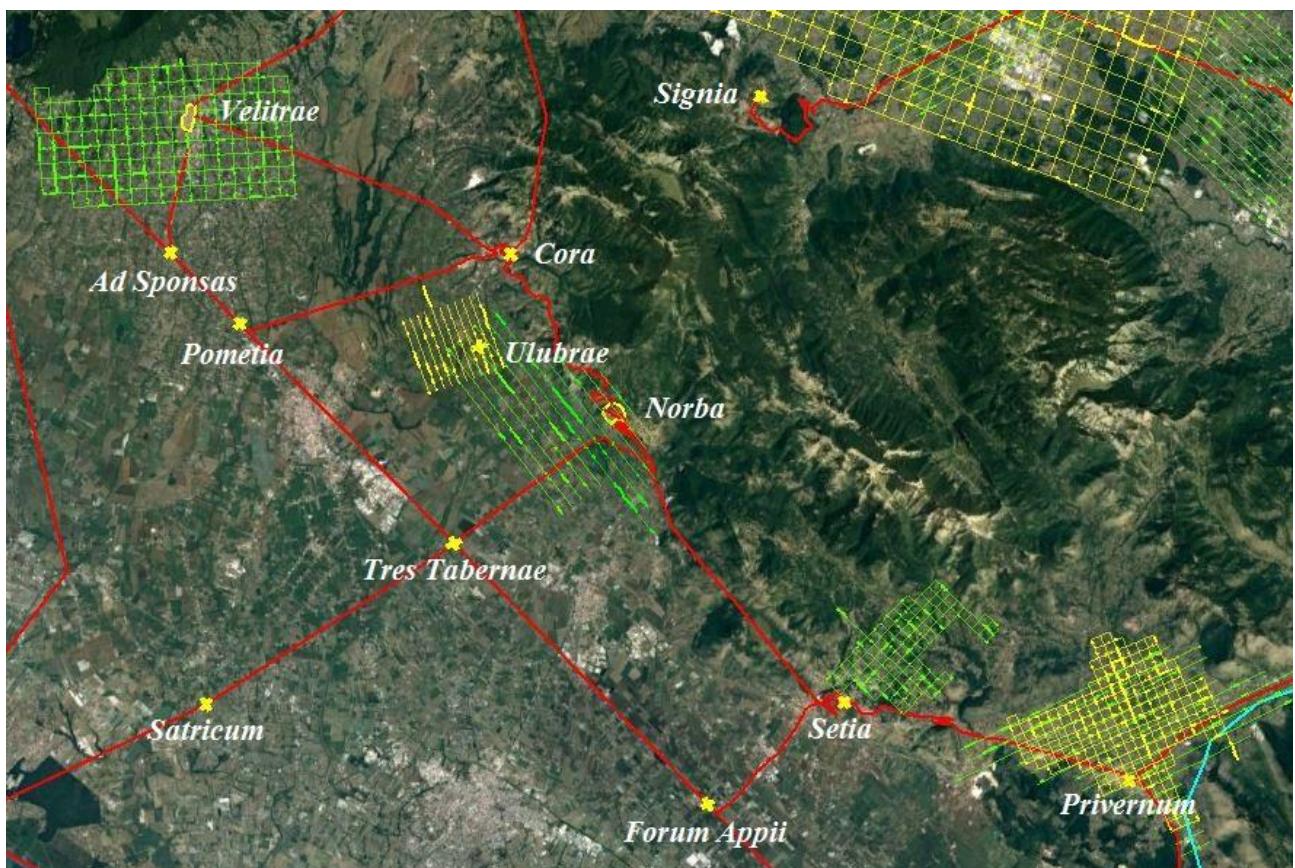 Velitrae
Signia
Cora
Ad Sponsas
Pometia
Ulubrae
Norba
Tres Tabernae
Satricum
Setia
Privernum
Forum Appii